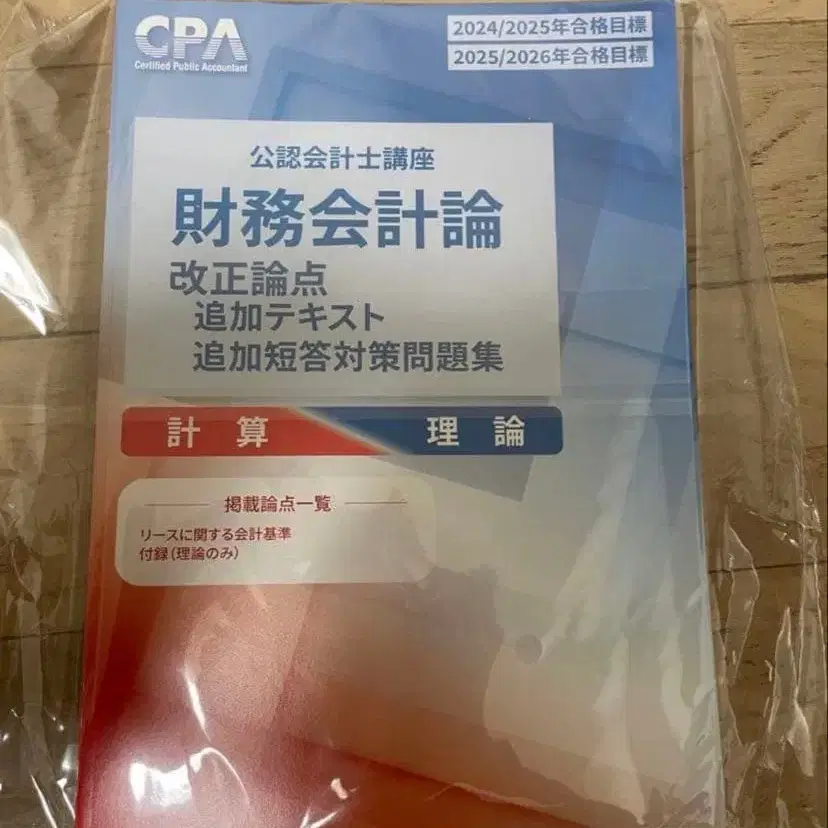 CPA
Certified Public Accountant
2024/2025年合格目標
2025/2026年合格目標
公認会計士講座
財務会計論
改正論点
追加テキスト
追加短答対策問題集
計算 理論
掲載論点一覧
リースに関する会計基準
付録(理論のみ)